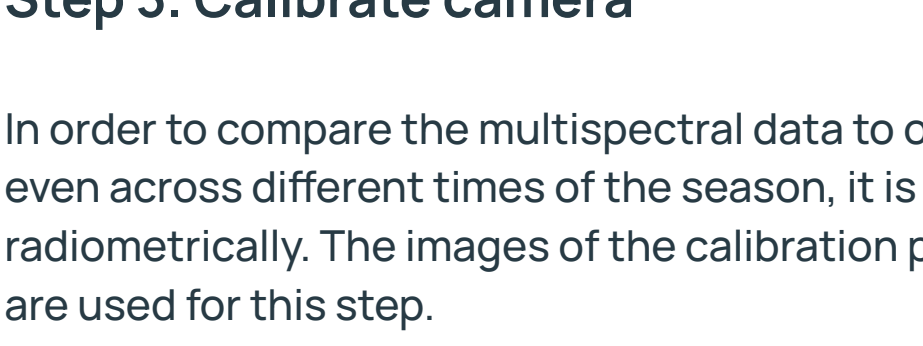 Step 3. Calibrate camera
In order to compare the multispectral data to
even across different times of the season, it is
radiometrically. The images of the calibration
are used for this step.